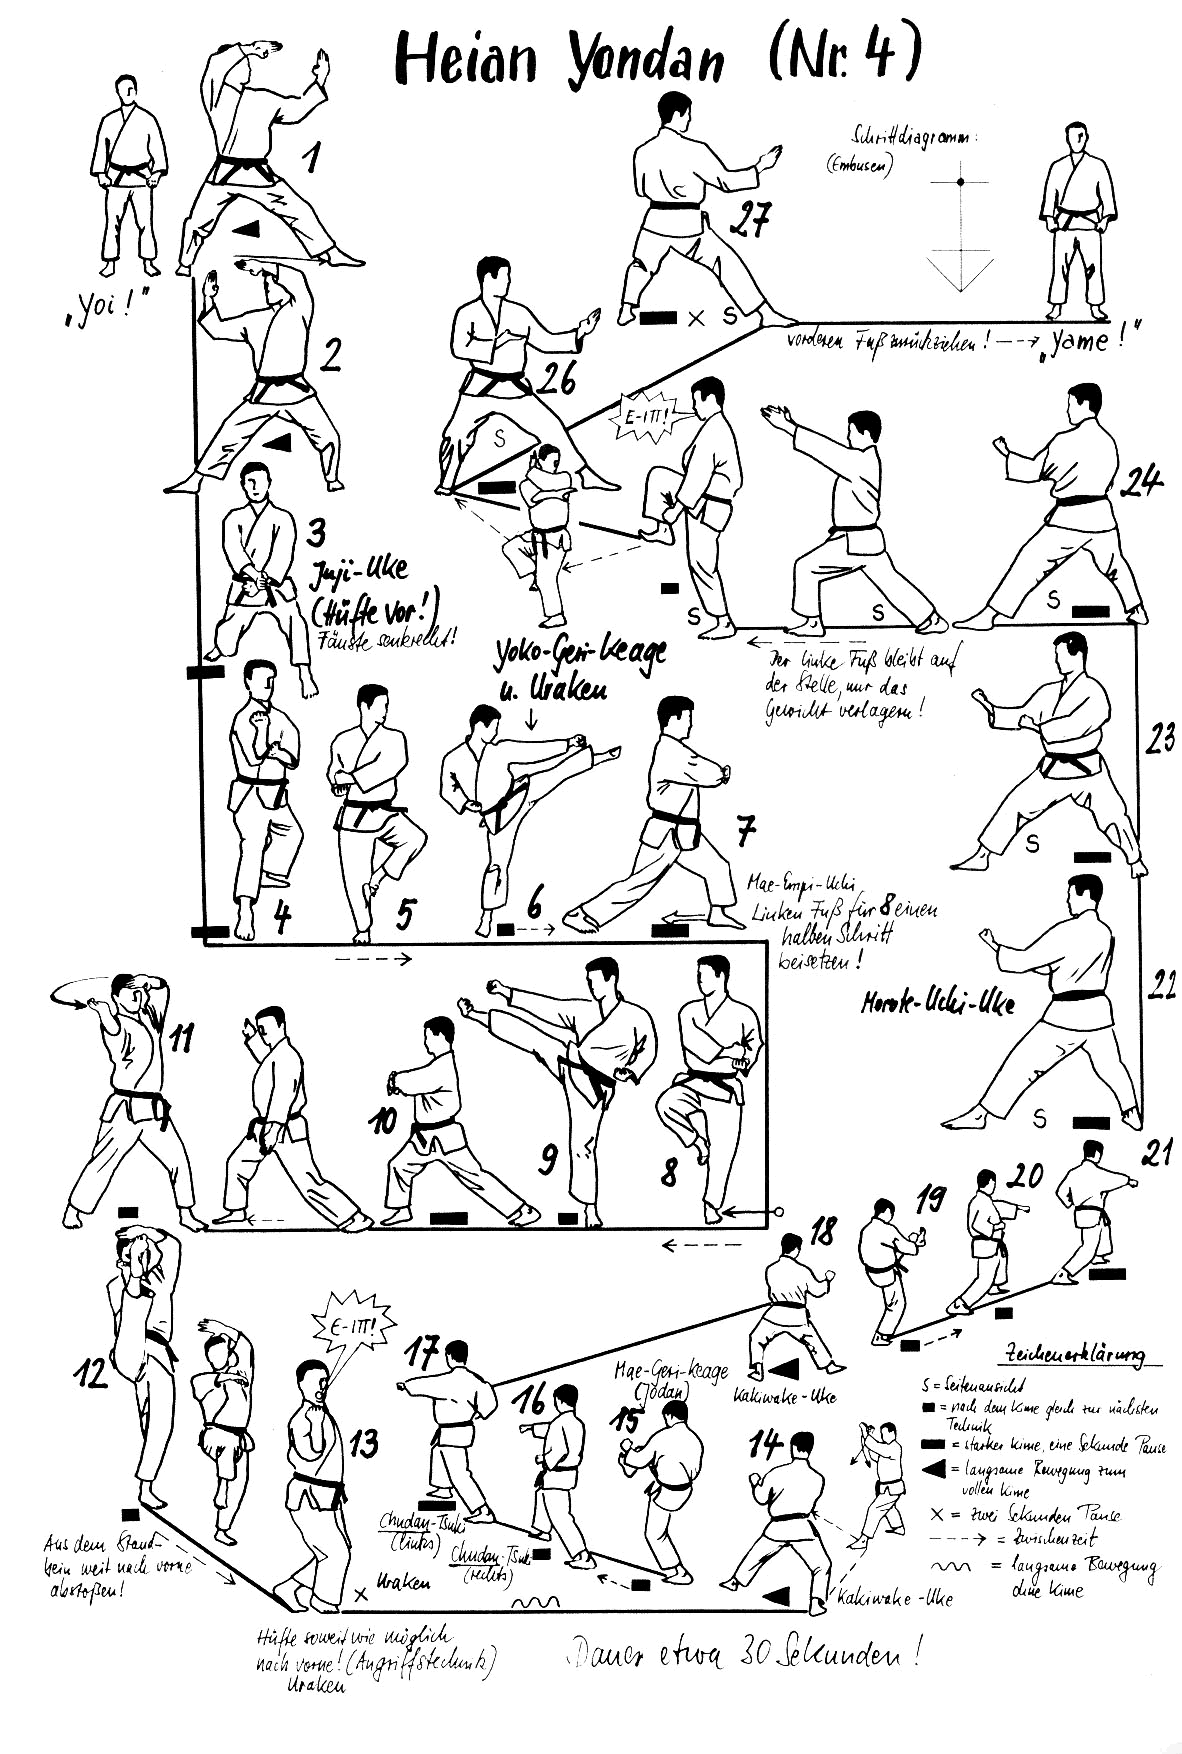 Heian Yondan (Nr. 4)
1
Schrittdiagramm:
(Embusen)
27
"Yoi!"
2
26
vorderen Fuß zurückziehen!
"Yame!"
E-ITT!
S
X S
24
3
Juji-Uke
(Hüfte vor!)
Fäuste senkrecht!
S
S
S
Yoko-Geri-Keage
u. Uraken
Der linke Fuß bleibt auf
der Stelle, nur das
Gewicht verlagern!
23
S
4
5
6
7
Mae-Empi-Uchi
Linken Fuß für 8 einen
halben Schritt
beisetzen!
22
Morote-Uchi-Uke
S
11
10
9
8
21
20
19
18
12
E-ITT!
17
16
Mae-Geri-Keage
(Jodan)
15
Kakiwake-Uke
14
13
Chudan-Tsuki
(links)
Chudan-Tsuki
(rechts)
X Uraken
Kakiwake-Uke
Aus dem Stand-
bein weit nach vorne
abstoßen!
Zeichenerklärung
S = Seitenansicht
= nach dem Kime gleich zur nächsten
Technik
= starker Kime, eine Sekunde Pause
= langsame Bewegung zum
vollen Kime
X = zwei Sekunden Pause
= Zwischenzeit
= langsame Bewegung
ohne Kime
Hüfte soweit wie möglich
nach vorne! (Angriffstechnik)
Uraken
Dauer etwa 30 Sekunden!